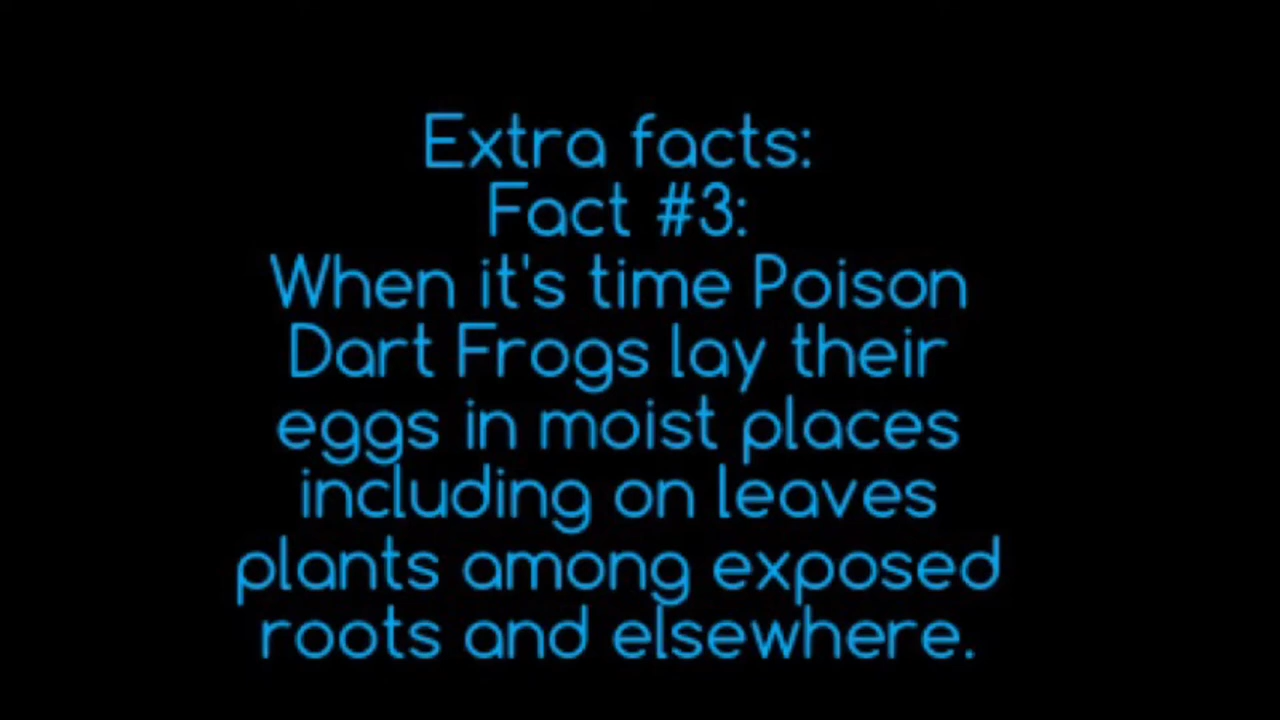 Extra facts:
Fact #3:
When it's time Poison
Dart Frogs lay their
eggs in moist places
including on leaves
plants among exposed
roots and elsewhere.